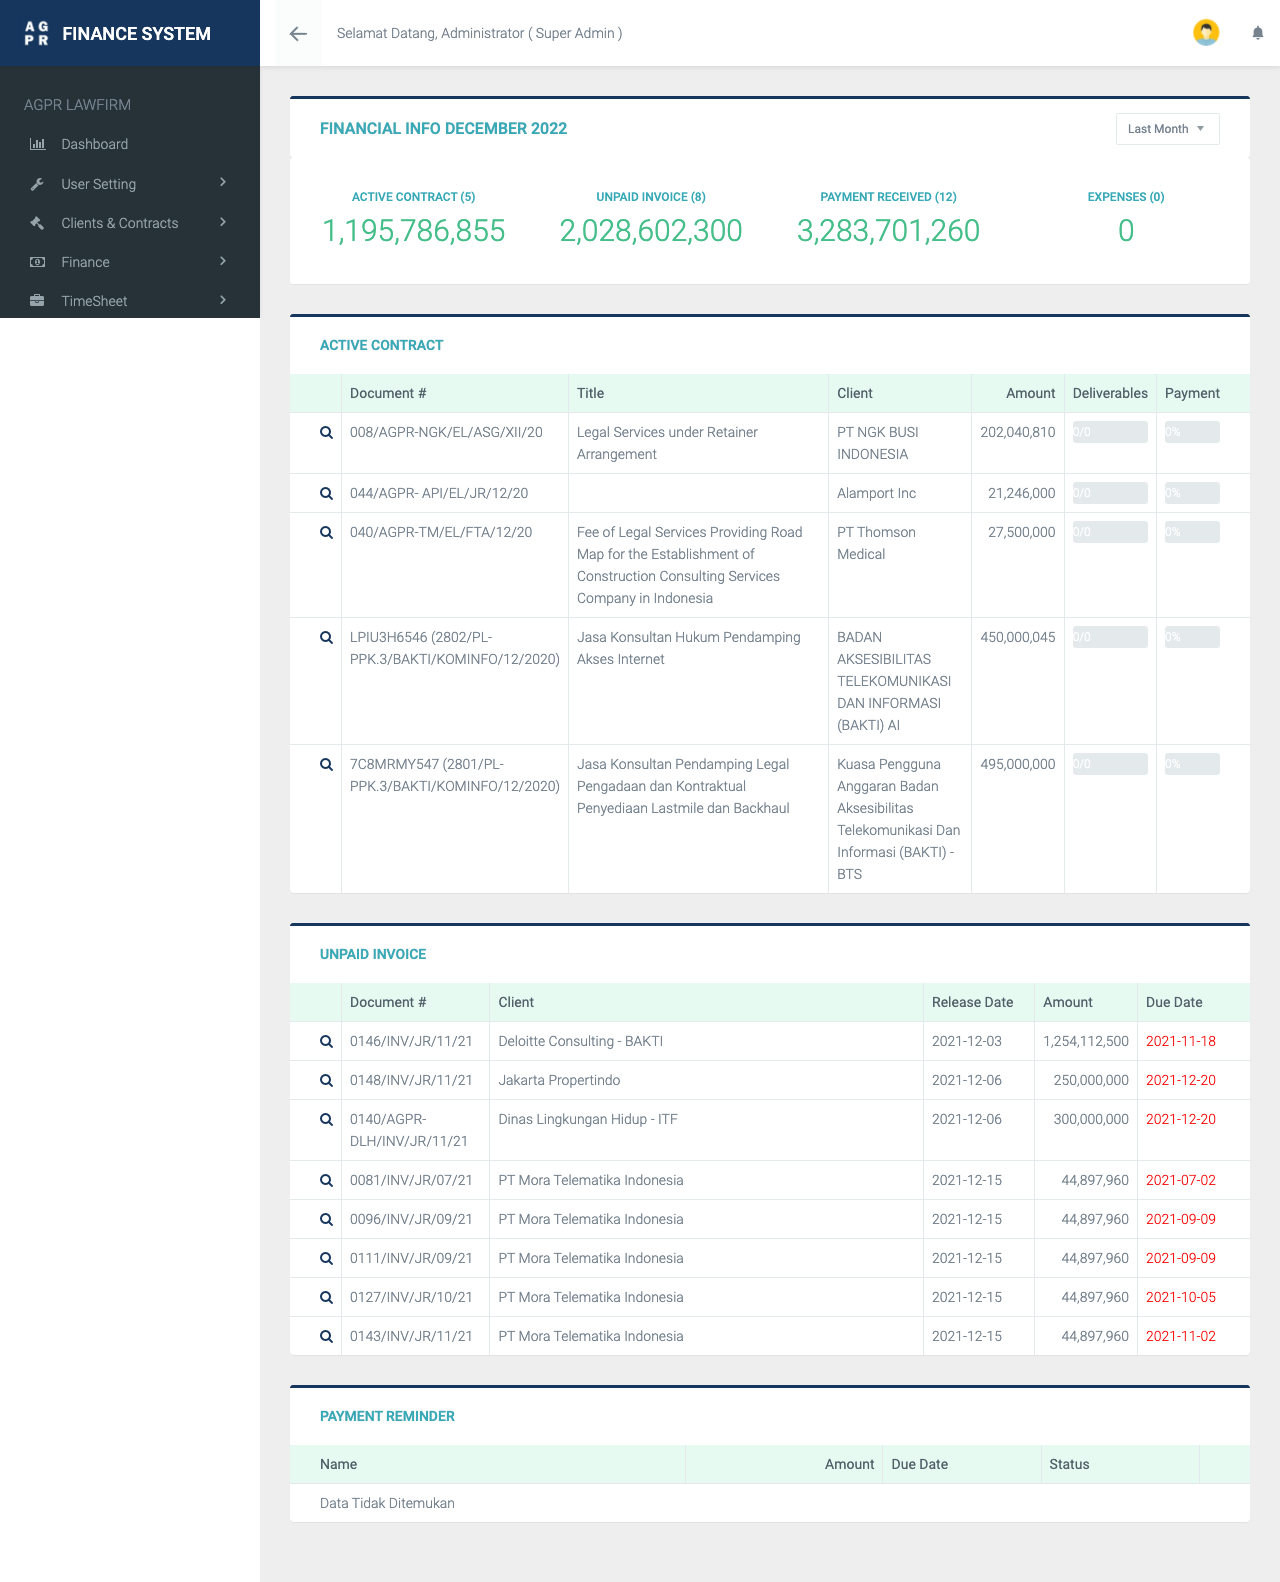 AG
PR
FINANCE SYSTEM
Selamat Datang, Administrator ( Super Admin )
AGPR LAWFIRM
Dashboard
User Setting
Clients & Contracts
Finance
TimeSheet
FINANCIAL INFO DECEMBER 2022
Last Month
ACTIVE CONTRACT (5) UNPAID INVOICE (8) PAYMENT RECEIVED (12) EXPENSES (0)
1,195,786,855 2,028,602,300 3,283,701,260 0
ACTIVE CONTRACT
Document # Title Client Amount Deliverables Payment
008/AGPR-NGK/EL/ASG/XII/20 Legal Services under Retainer PT NGK BUSI 202,040,810 0/0 0%
Arrangement INDONESIA
044/AGPR- API/EL/JR/12/20 Alamport Inc 21,246,000 0/0 0%
040/AGPR-TM/EL/FTA/12/20 Fee of Legal Services Providing Road PT Thomson 27,500,000 0/0 0%
Map for the Establishment of Medical
Construction Consulting Services
Company in Indonesia
LPIU3H6546 (2802/PL- Jasa Konsultan Hukum Pendamping BADAN 450,000,045 0/0 0%
PPK.3/BAKTI/KOMINFO/12/2020) Akses Internet AKSESIBILITAS
TELEKOMUNIKASI
DAN INFORMASI
(BAKTI) AI
7C8MRMY547 (2801/PL- Jasa Konsultan Pendamping Legal Kuasa Pengguna 495,000,000 0/0 0%
PPK.3/BAKTI/KOMINFO/12/2020) Pengadaan dan Kontraktual Anggaran Badan
Penyediaan Lastmile dan Backhaul Aksesibilitas
Telekomunikasi Dan
Informasi (BAKTI) -
BTS
UNPAID INVOICE
Document # Client Release Date Amount Due Date
0146/INV/JR/11/21 Deloitte Consulting - BAKTI 2021-12-03 1,254,112,500 2021-11-18
0148/INV/JR/11/21 Jakarta Propertindo 2021-12-06 250,000,000 2021-12-20
0140/AGPR- Dinas Lingkungan Hidup - ITF 2021-12-06 300,000,000 2021-12-20
DLH/INV/JR/11/21
0081/INV/JR/07/21 PT Mora Telematika Indonesia 2021-12-15 44,897,960 2021-07-02
0096/INV/JR/09/21 PT Mora Telematika Indonesia 2021-12-15 44,897,960 2021-09-09
0111/INV/JR/09/21 PT Mora Telematika Indonesia 2021-12-15 44,897,960 2021-09-09
0127/INV/JR/10/21 PT Mora Telematika Indonesia 2021-12-15 44,897,960 2021-10-05
0143/INV/JR/11/21 PT Mora Telematika Indonesia 2021-12-15 44,897,960 2021-11-02
PAYMENT REMINDER
Name Amount Due Date Status
Data Tidak Ditemukan